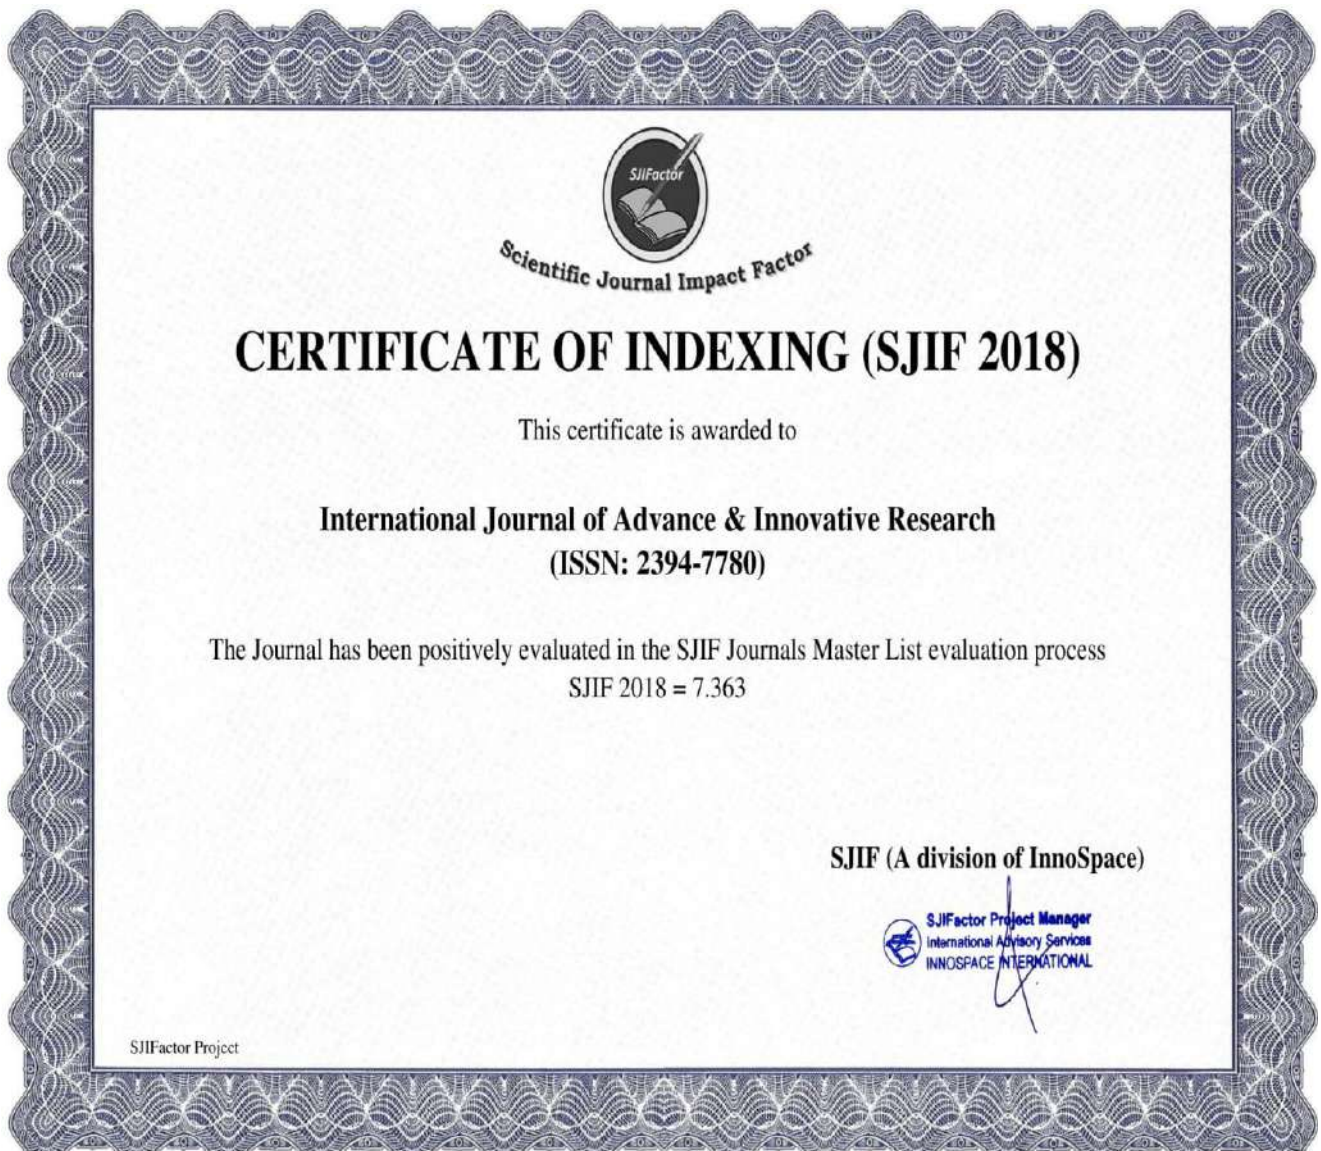 SJIFactor
Scientific Journal Impact Factor
CERTIFICATE OF INDEXING (SJIF 2018)
This certificate is awarded to
International Journal of Advance & Innovative Research
(ISSN: 2394-7780)
The Journal has been positively evaluated in the SJIF Journals Master List evaluation process
SJIF 2018 = 7.363
SJIF (A division of InnoSpace)
SJIFactor Project Manager
International Advisory Services
INNOSPACE INTERNATIONAL
SJIFactor Project